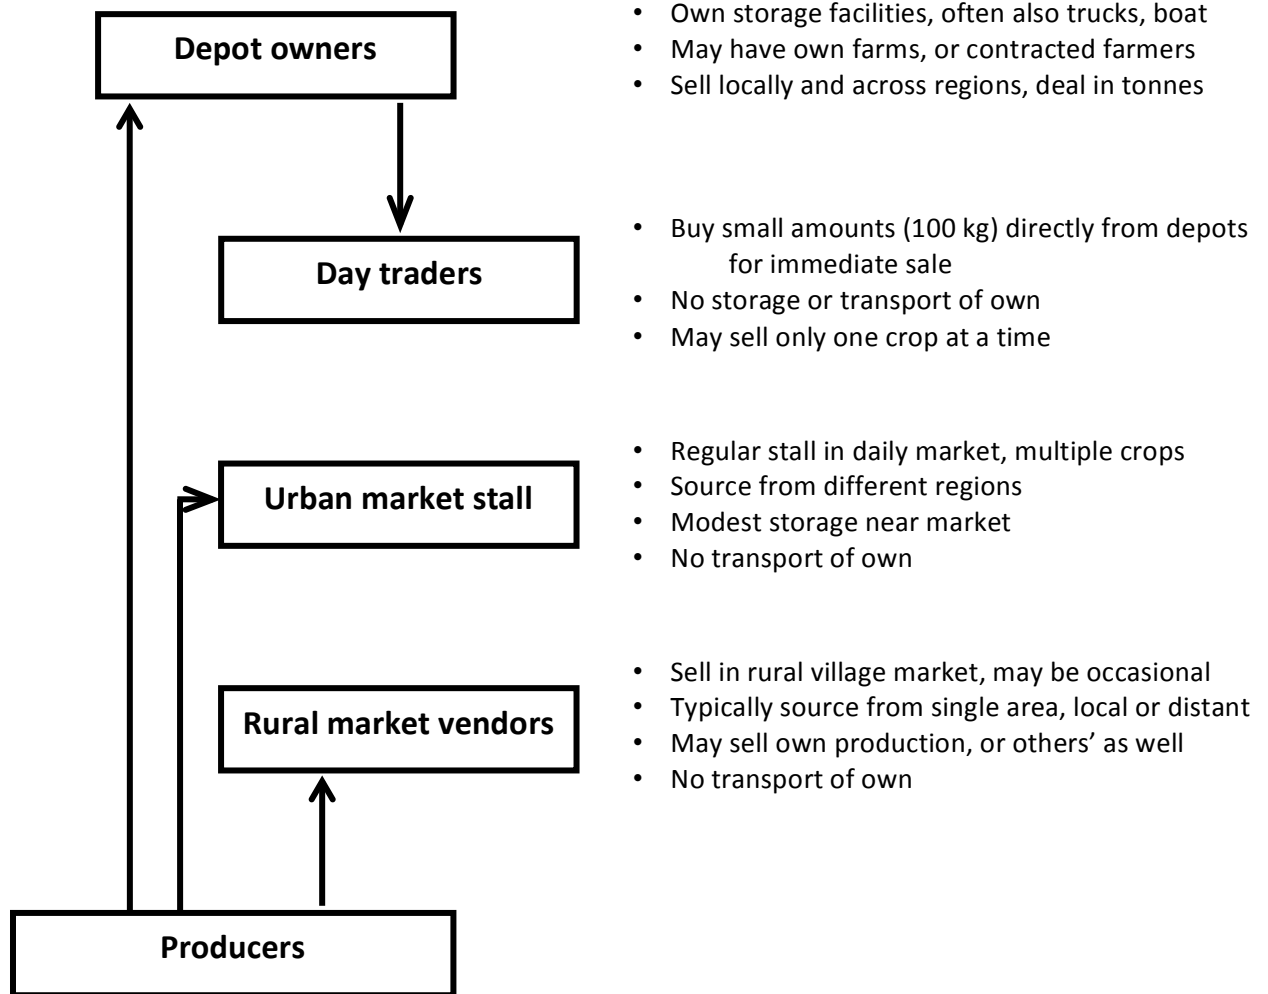 Depot owners
• Own storage facilities, often also trucks, boat
• May have own farms, or contracted farmers
• Sell locally and across regions, deal in tonnes
Day traders
• Buy small amounts (100 kg) directly from depots
for immediate sale
• No storage or transport of own
• May sell only one crop at a time
Urban market stall
• Regular stall in daily market, multiple crops
• Source from different regions
• Modest storage near market
• No transport of own
Rural market vendors
• Sell in rural village market, may be occasional
• Typically source from single area, local or distant
• May sell own production, or others’ as well
• No transport of own
Producers